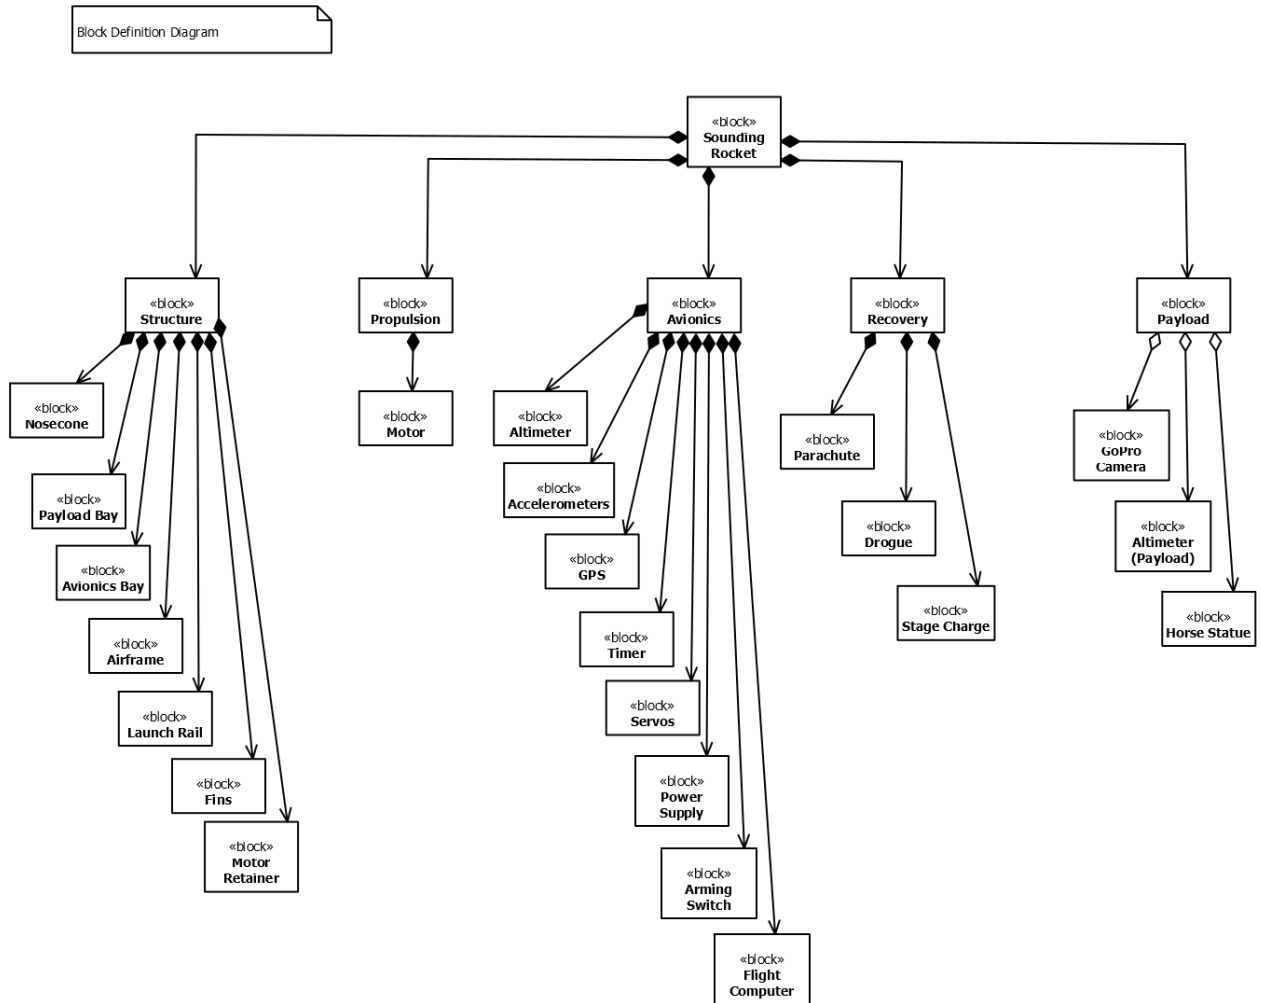 Block Definition Diagram
«block»
Sounding
Rocket
«block»
Structure
«block»
Propulsion
«block»
Avionics
«block»
Recovery
«block»
Payload
«block»
Nosecone
«block»
Payload Bay
«block»
Avionics Bay
«block»
Airframe
«block»
Launch Rail
«block»
Fins
«block»
Motor
Retainer
«block»
Motor
«block»
Altimeter
«block»
Accelerometers
«block»
GPS
«block»
Timer
«block»
Servos
«block»
Power
Supply
«block»
Arming
Switch
«block»
Flight
Computer
«block»
Parachute
«block»
Drogue
«block»
Stage Charge
«block»
GoPro
Camera
«block»
Altimeter
(Payload)
«block»
Horse Statue